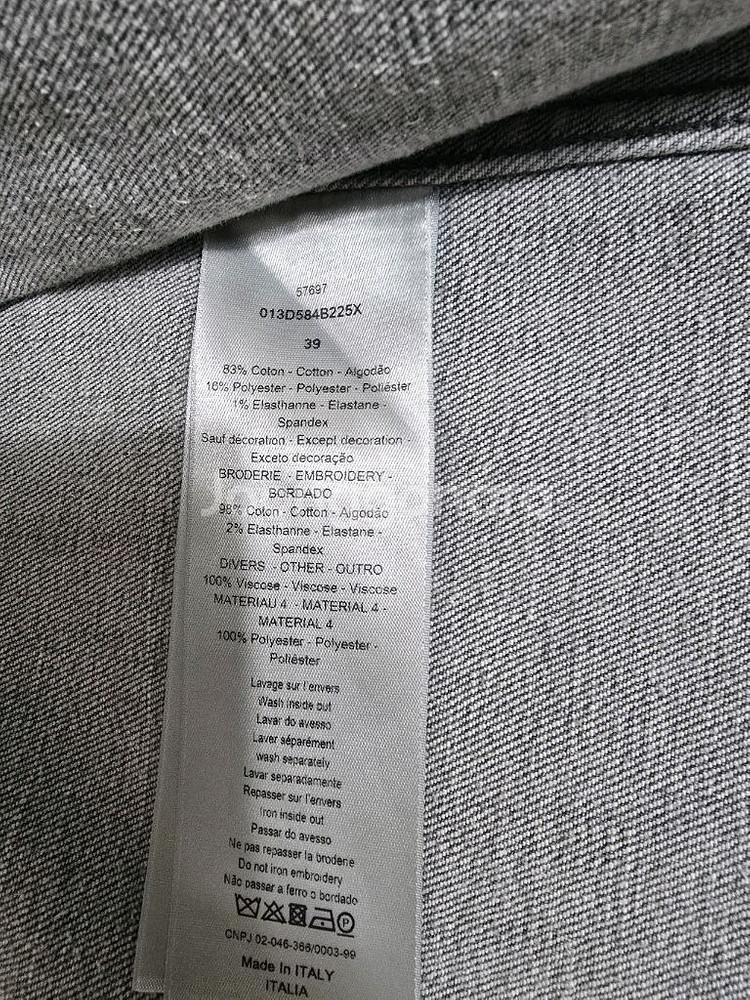 57697
013D584B225X
39
83% Coton - Cotton - Algodão
16% Polyester - Polyester - Poliéster
1% Elasthanne - Elastane -
Spandex
Sauf décoration - Except decoration -
Exceto decoração
BRODERIE - EMBROIDERY -
BORDADO
98% Coton - Cotton - Algodão
2% Elasthanne - Elastane -
Spandex
DIVERS - OTHER - OUTRO
100% Viscose - Viscose - Viscose
MATERIAU 4 - MATERIAL 4 -
MATERIAL 4
100% Polyester - Polyester -
Poliéster
Lavage sur l'envers
Wash inside out
Lavar do avesso
Laver séparément
wash separately
Lavar separadamente
Repasser sur l'envers
Iron inside out
Passar do avesso
Ne pas repasser la broderie
Do not iron embroidery
Não passar a ferro o bordado
P
CNPJ 02-046-366/0003-99
Made in ITALY
ITALIA